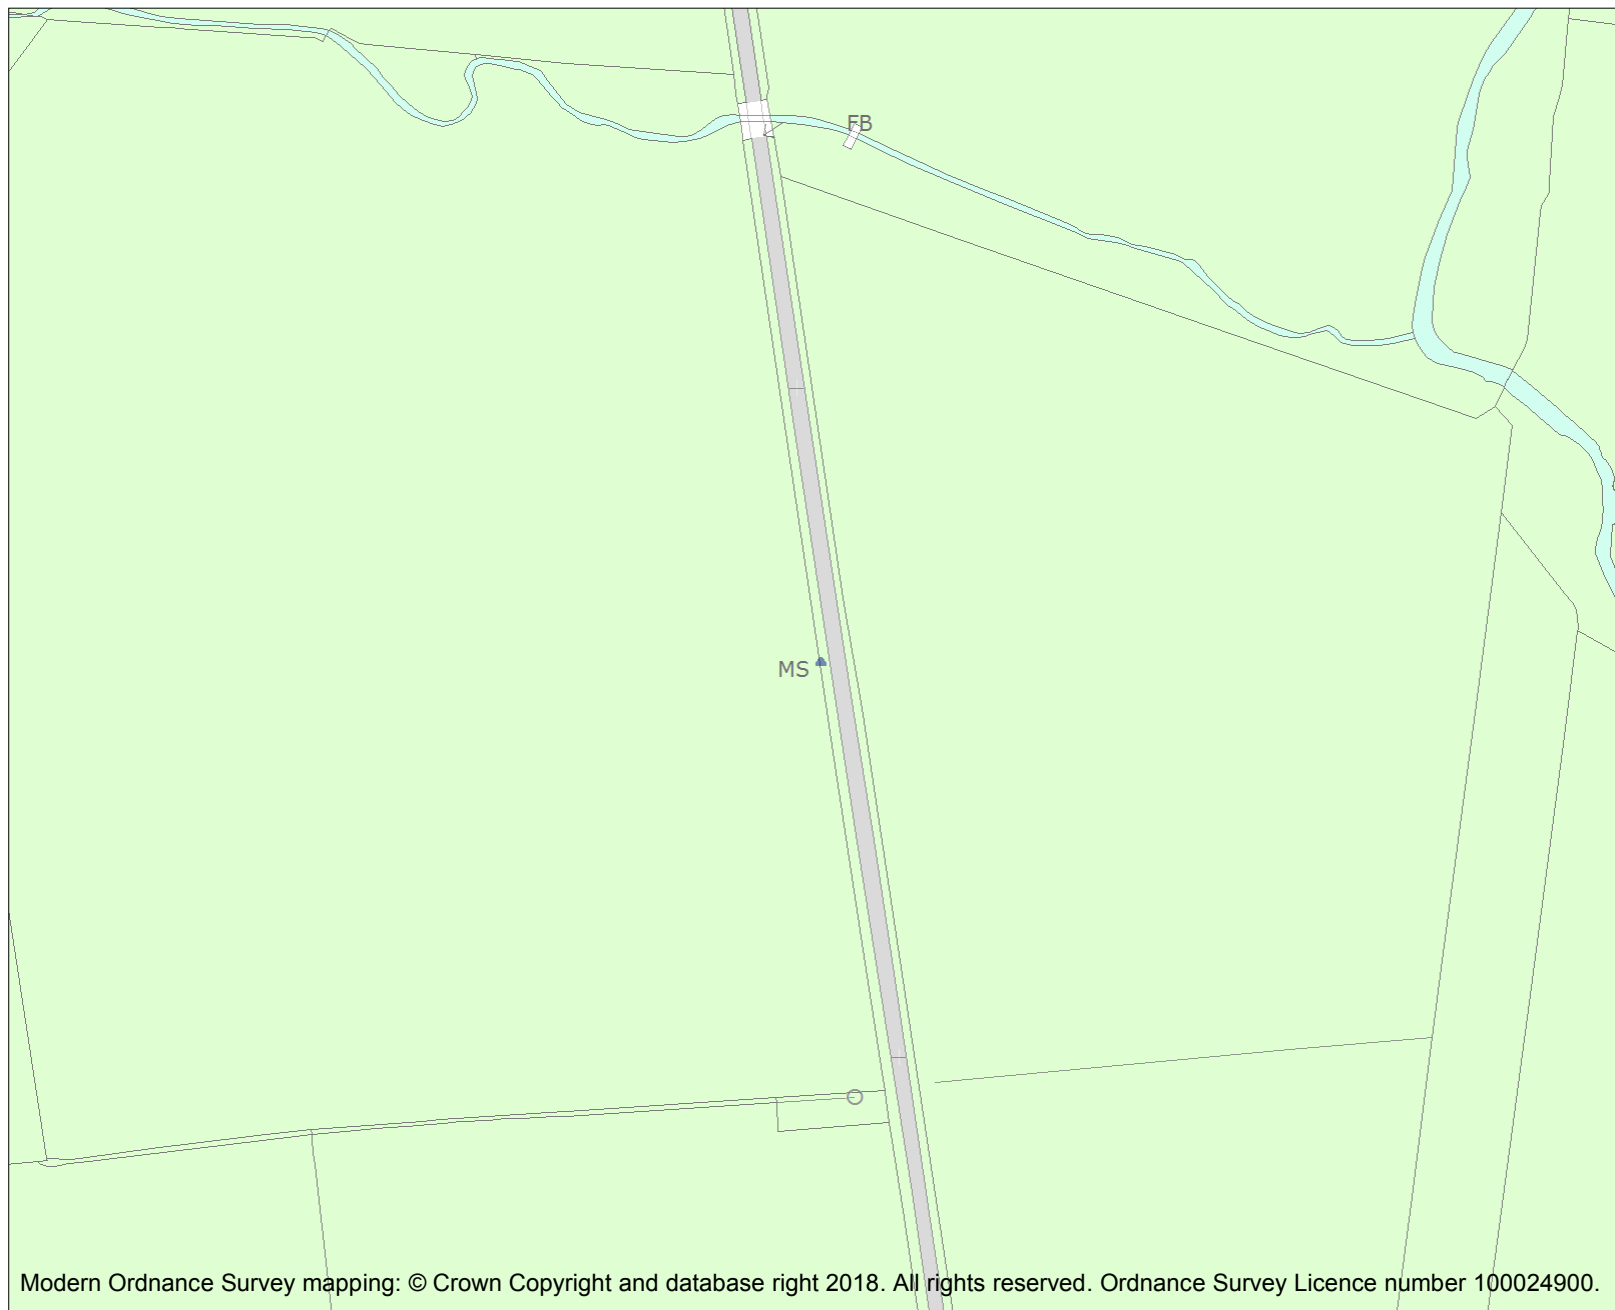 FB
MS
Modern Ordnance Survey mapping: © Crown Copyright and database right 2018. All rights reserved. Ordnance Survey Licence number 100024900.